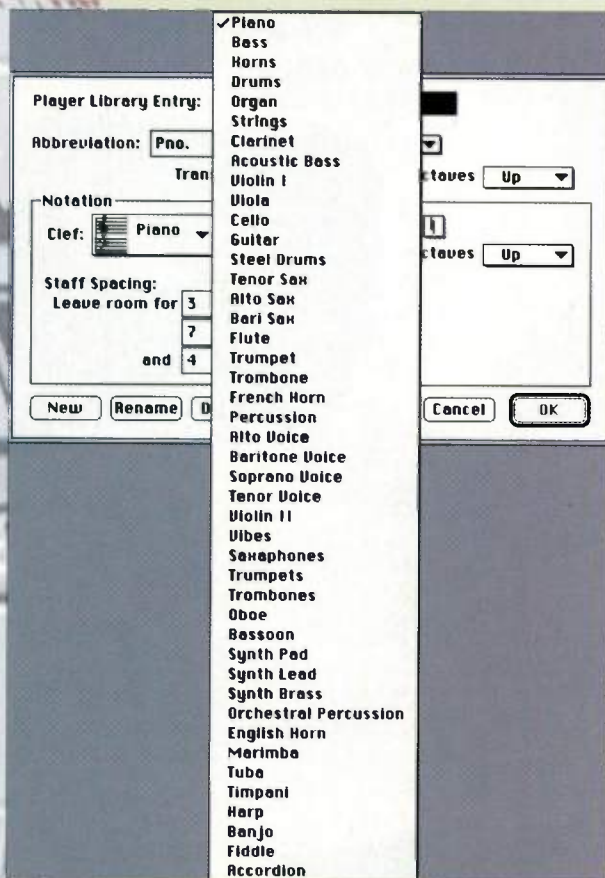 ✓Piano
Bass
Horns
Drums
Organ
Strings
Clarinet
Acoustic Bass
Violin I
Viola
Cello
Guitar
Steel Drums
Tenor Sax
Alto Sax
Bari Sax
Flute
Trumpet
Trombone
French Horn
Percussion
Alto Voice
Baritone Voice
Soprano Voice
Tenor Voice
Violin II
Vibes
Saxaphones
Trumpets
Trombones
Oboe
Bassoon
Synth Pad
Synth Lead
Synth Brass
Orchestral Percussion
English Horn
Marimba
Tuba
Timpani
Harp
Banjo
Fiddle
Accordion
Player Library Entry:
Abbreviation: Pno.
Tran
ctaves Up
Notation
Clef: Piano
ctaves Up
Staff Spacing:
Leave room for 3
7
and 4
New Rename D Cancel OK